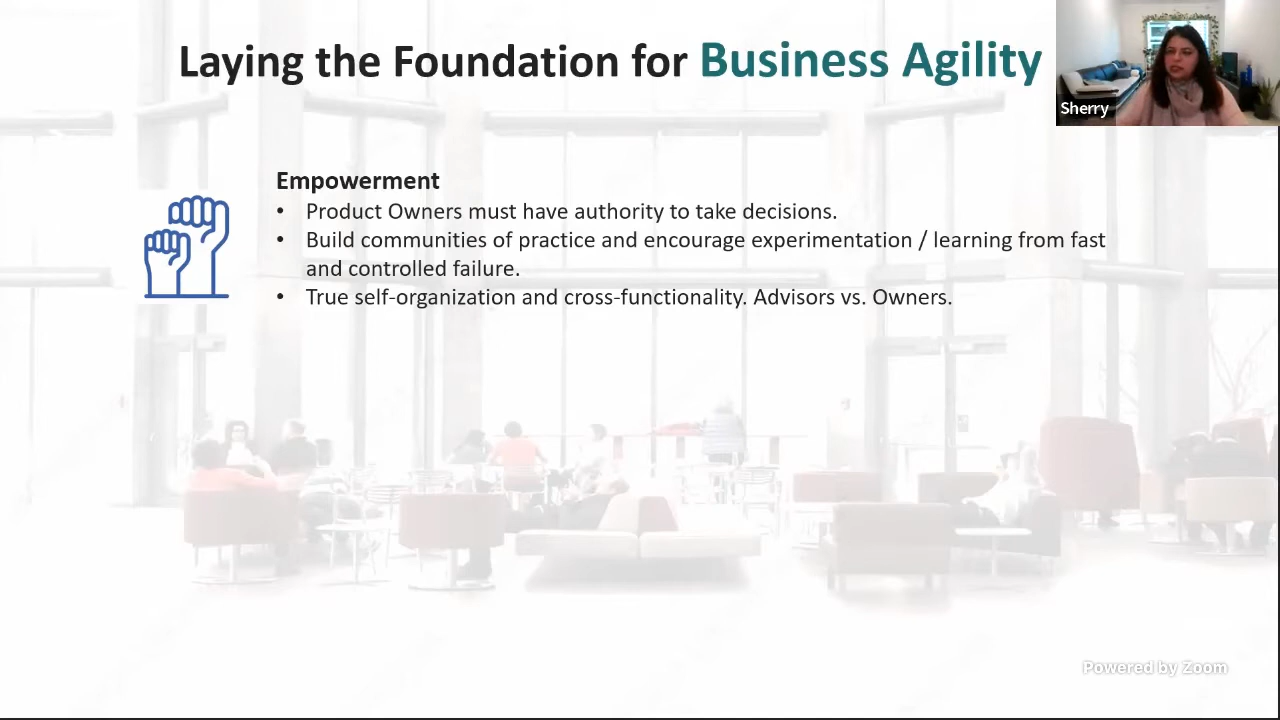 Laying the Foundation for Business Agility
Sherry
Empowerment
• Product Owners must have authority to take decisions.
• Build communities of practice and encourage experimentation / learning from fast
and controlled failure.
• True self-organization and cross-functionality. Advisors vs. Owners.
Powered by Zoom